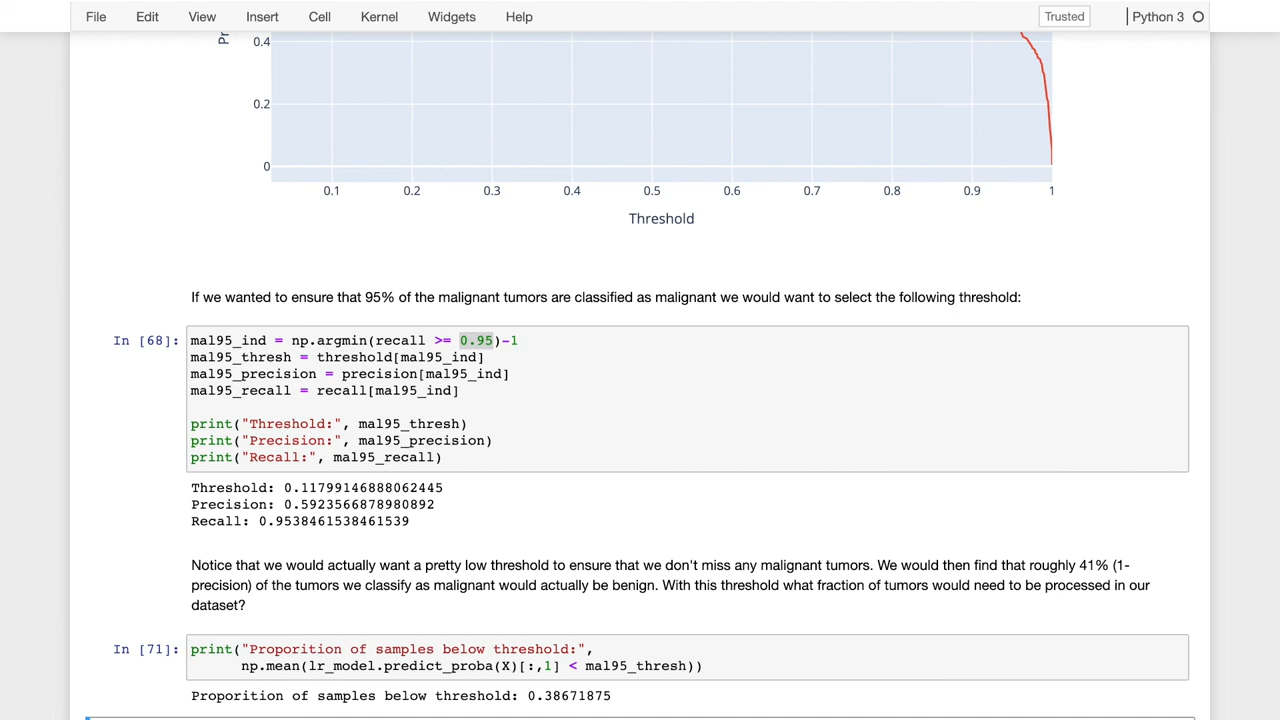 File Edit View Insert Cell Kernel Widgets Help Trusted Python 3
Pr
0.4
0.2
0
0.1 0.2 0.3 0.4 0.5 0.6 0.7 0.8 0.9 1
Threshold
If we wanted to ensure that 95% of the malignant tumors are classified as malignant we would want to select the following threshold:
In [68]: mal95_ind = np.argmin(recall >= 0.95)-1
mal95_thresh = threshold[mal95_ind]
mal95_precision = precision[mal95_ind]
mal95_recall = recall[mal95_ind]
print("Threshold:", mal95_thresh)
print("Precision:", mal95_precision)
print("Recall:", mal95_recall)
Threshold: 0.11799146888062445
Precision: 0.5923566878980892
Recall: 0.9538461538461539
Notice that we would actually want a pretty low threshold to ensure that we don't miss any malignant tumors. We would then find that roughly 41% (1-
precision) of the tumors we classify as malignant would actually be benign. With this threshold what fraction of tumors would need to be processed in our
dataset?
In [71]: print("Proporition of samples below threshold:",
np.mean(lr_model.predict_proba(X)[:,1] < mal95_thresh))
Proporition of samples below threshold: 0.38671875